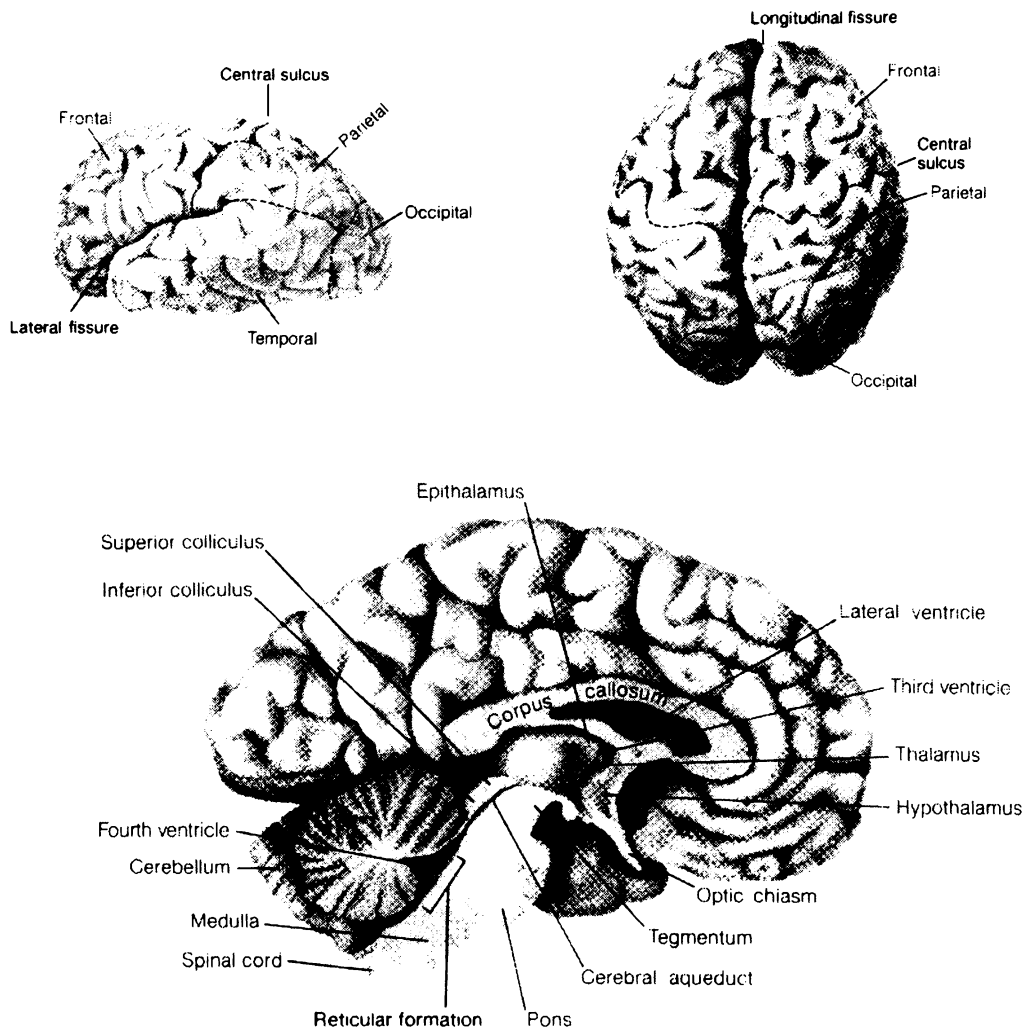 Longitudinal fissure
Central sulcus
Frontal
Frontal
Parietal
Central
sulcus
Parietal
Occipital
Lateral fissure
Temporal
Occipital
Epithalamus
Superior colliculus
Inferior colliculus
Lateral ventricle
Corpus callosum
Third ventricle
Thalamus
Hypothalamus
Fourth ventricle
Cerebellum
Optic chiasm
Medulla
Tegmentum
Spinal cord
Cerebral aqueduct
Reticular formation
Pons